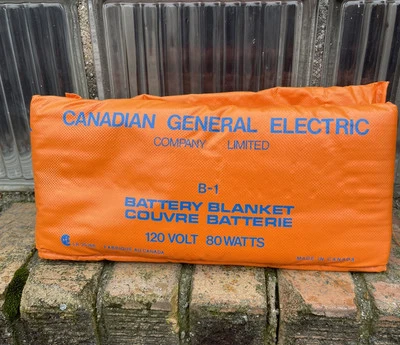 CANADIAN GENERAL ELECTRIC
COMPANY LIMITED
B-1
BATTERY BLANKET
COUVRE BATTERIE
120 VOLT 80 WATTS
MADE IN CANADA